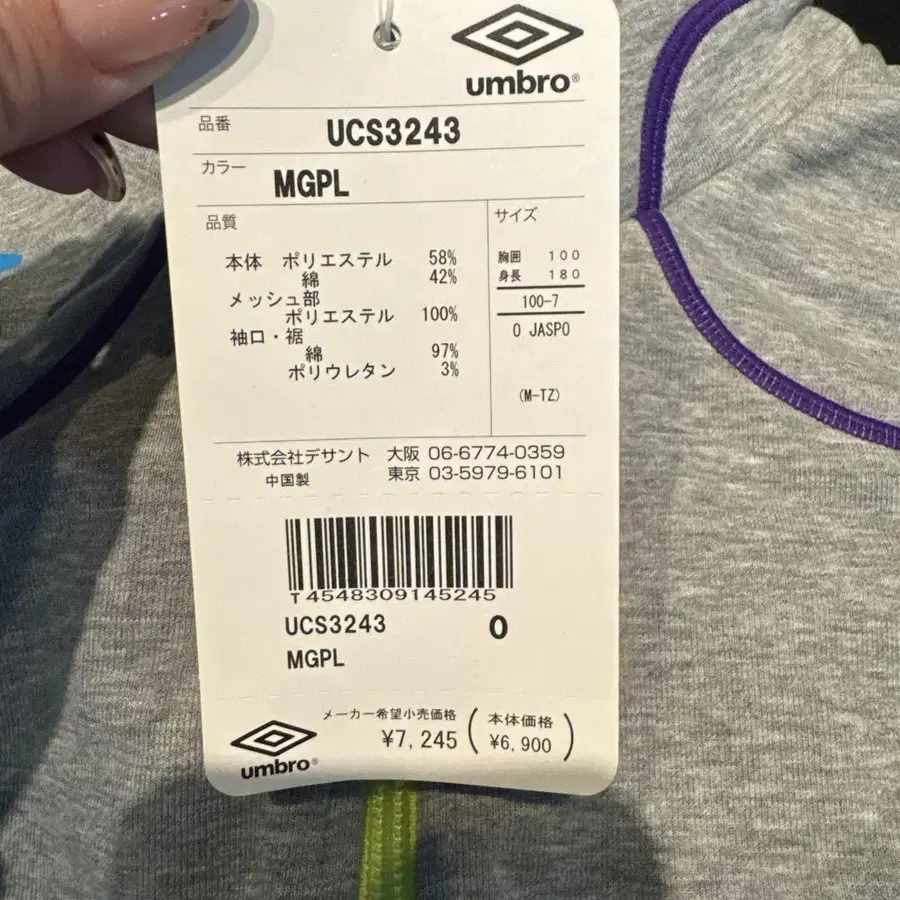 umbro®
品番 UCS3243
カラー MGPL
品質
本体 ポリエステル 58%
綿 42%
メッシュ部
ポリエステル 100%
袖口・裾
綿 97%
ポリウレタン 3%
サイズ
胸囲 100
身長 180
100-7
O JASPO
(M-TZ)
株式会社デサント 大阪 06-6774-0359
中国製 東京 03-5979-6101
T4548309145245
UCS3243 O
MGPL
メーカー希望小売価格 (本体価格)
¥7,245 ¥6,900
umbro®